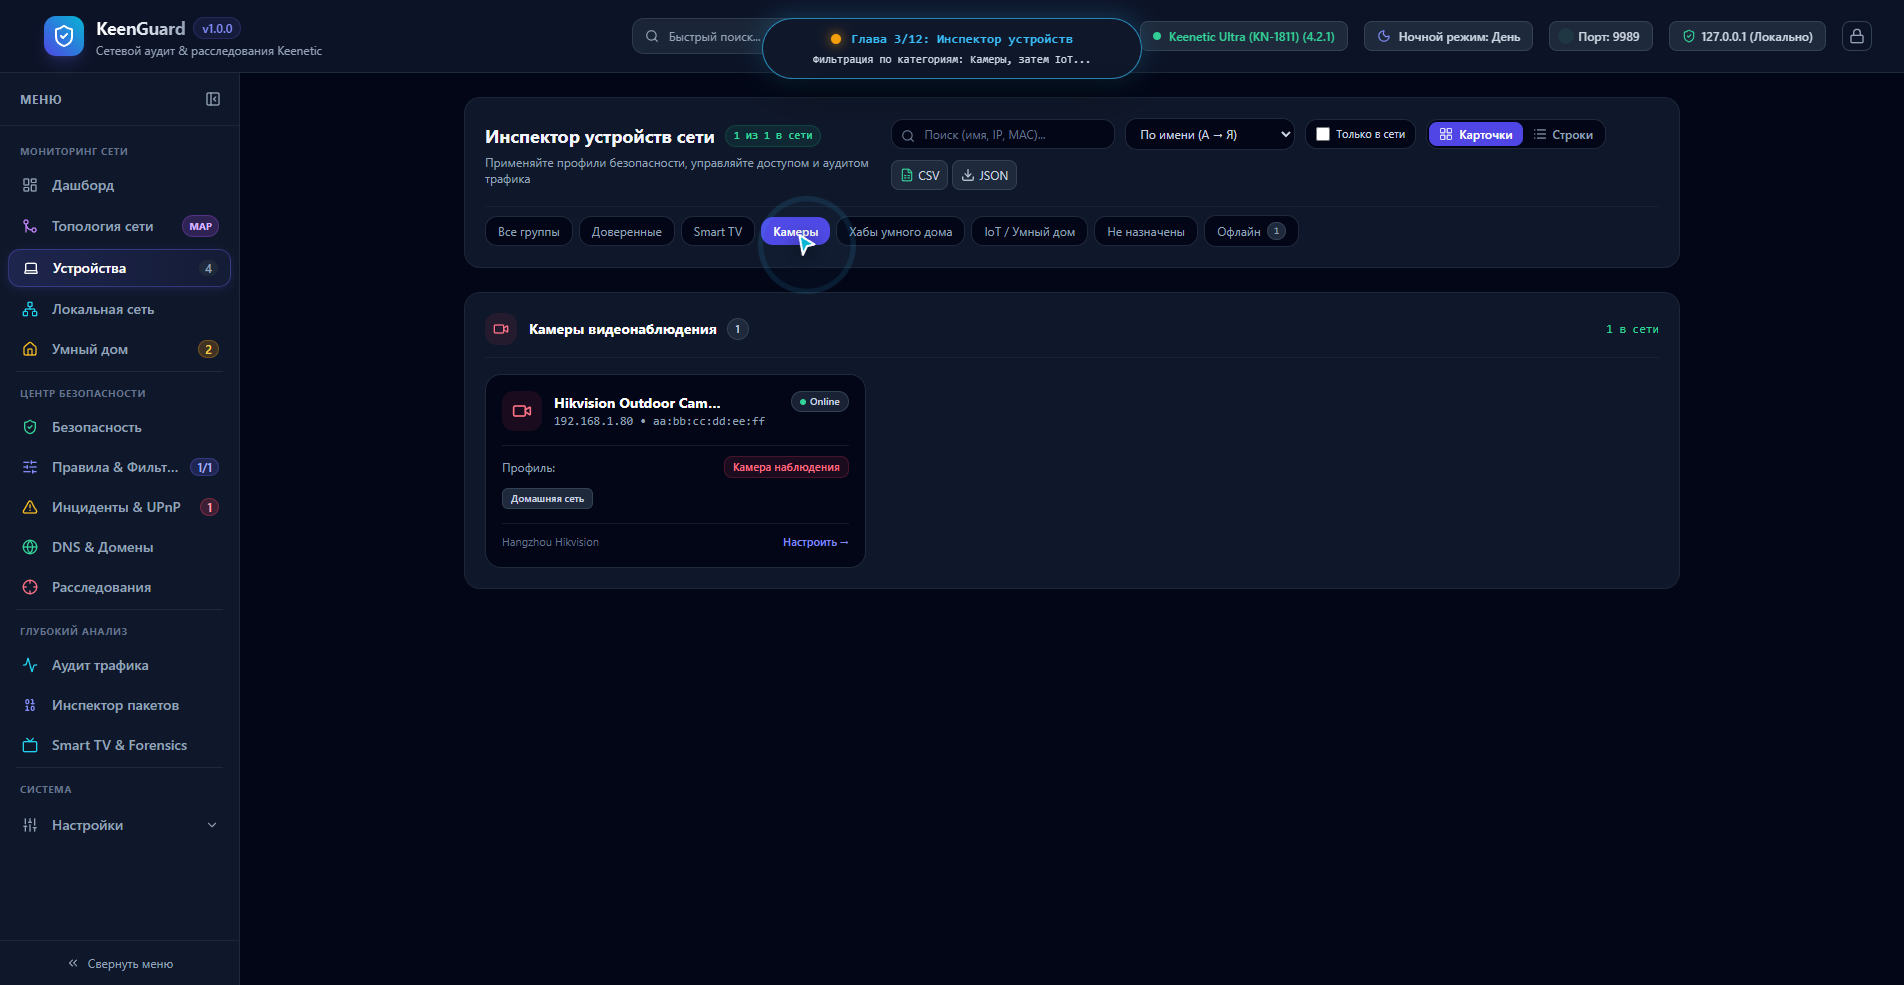 KeenGuard v1.0.0
Сетевой аудит & расследования Keenetic
Быстрый поиск...
Глава 3/12: Инспектор устройств
Фильтрация по категориям: Камеры, затем IoT...
Keenetic Ultra (KN-1811) (4.2.1)
Ночной режим: День
Порт: 9989
127.0.0.1 (Локально)
МЕНЮ
МОНИТОРИНГ СЕТИ
Дашборд
Топология сети MAP
Устройства 4
Локальная сеть
Умный дом 2
ЦЕНТР БЕЗОПАСНОСТИ
Безопасность
Правила & Фильт... 1/1
Инциденты & UPnP 1
DNS & Домены
Расследования
ГЛУБОКИЙ АНАЛИЗ
Аудит трафика
Инспектор пакетов
Smart TV & Forensics
СИСТЕМА
Настройки
Свернуть меню
Инспектор устройств сети 1 из 1 в сети
Применяйте профили безопасности, управляйте доступом и аудитом
трафика
Поиск (имя, IP, MAC)...
По имени (А → Я)
Только в сети
Карточки
Строки
CSV
JSON
Все группы
Доверенные
Smart TV
Камеры
Хабы умного дома
IoT / Умный дом
Не назначены
Офлайн 1
Камеры видеонаблюдения 1
1 в сети
Hikvision Outdoor Cam...
Online
192.168.1.80 • aa:bb:cc:dd:ee:ff
Профиль:
Камера наблюдения
Домашняя сеть
Hangzhou Hikvision
Настроить →